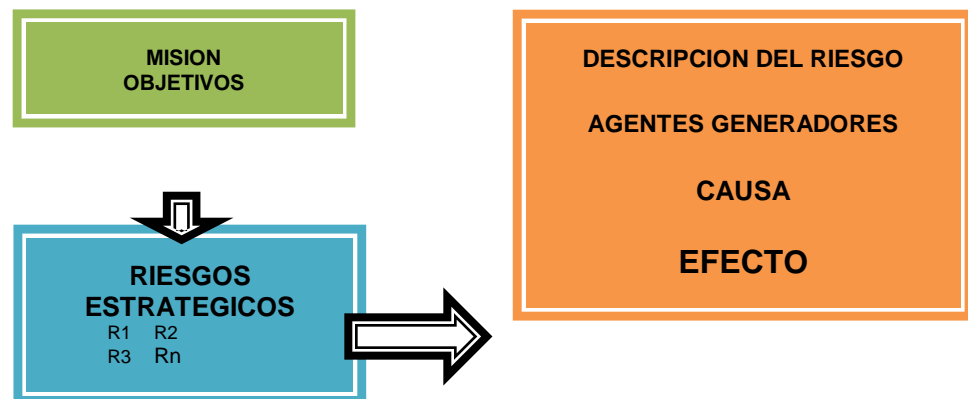 MISION
OBJETIVOS
RIESGOS
ESTRATEGICOS
R1 R2
R3 Rn
DESCRIPCION DEL RIESGO
AGENTES GENERADORES
CAUSA
EFECTO